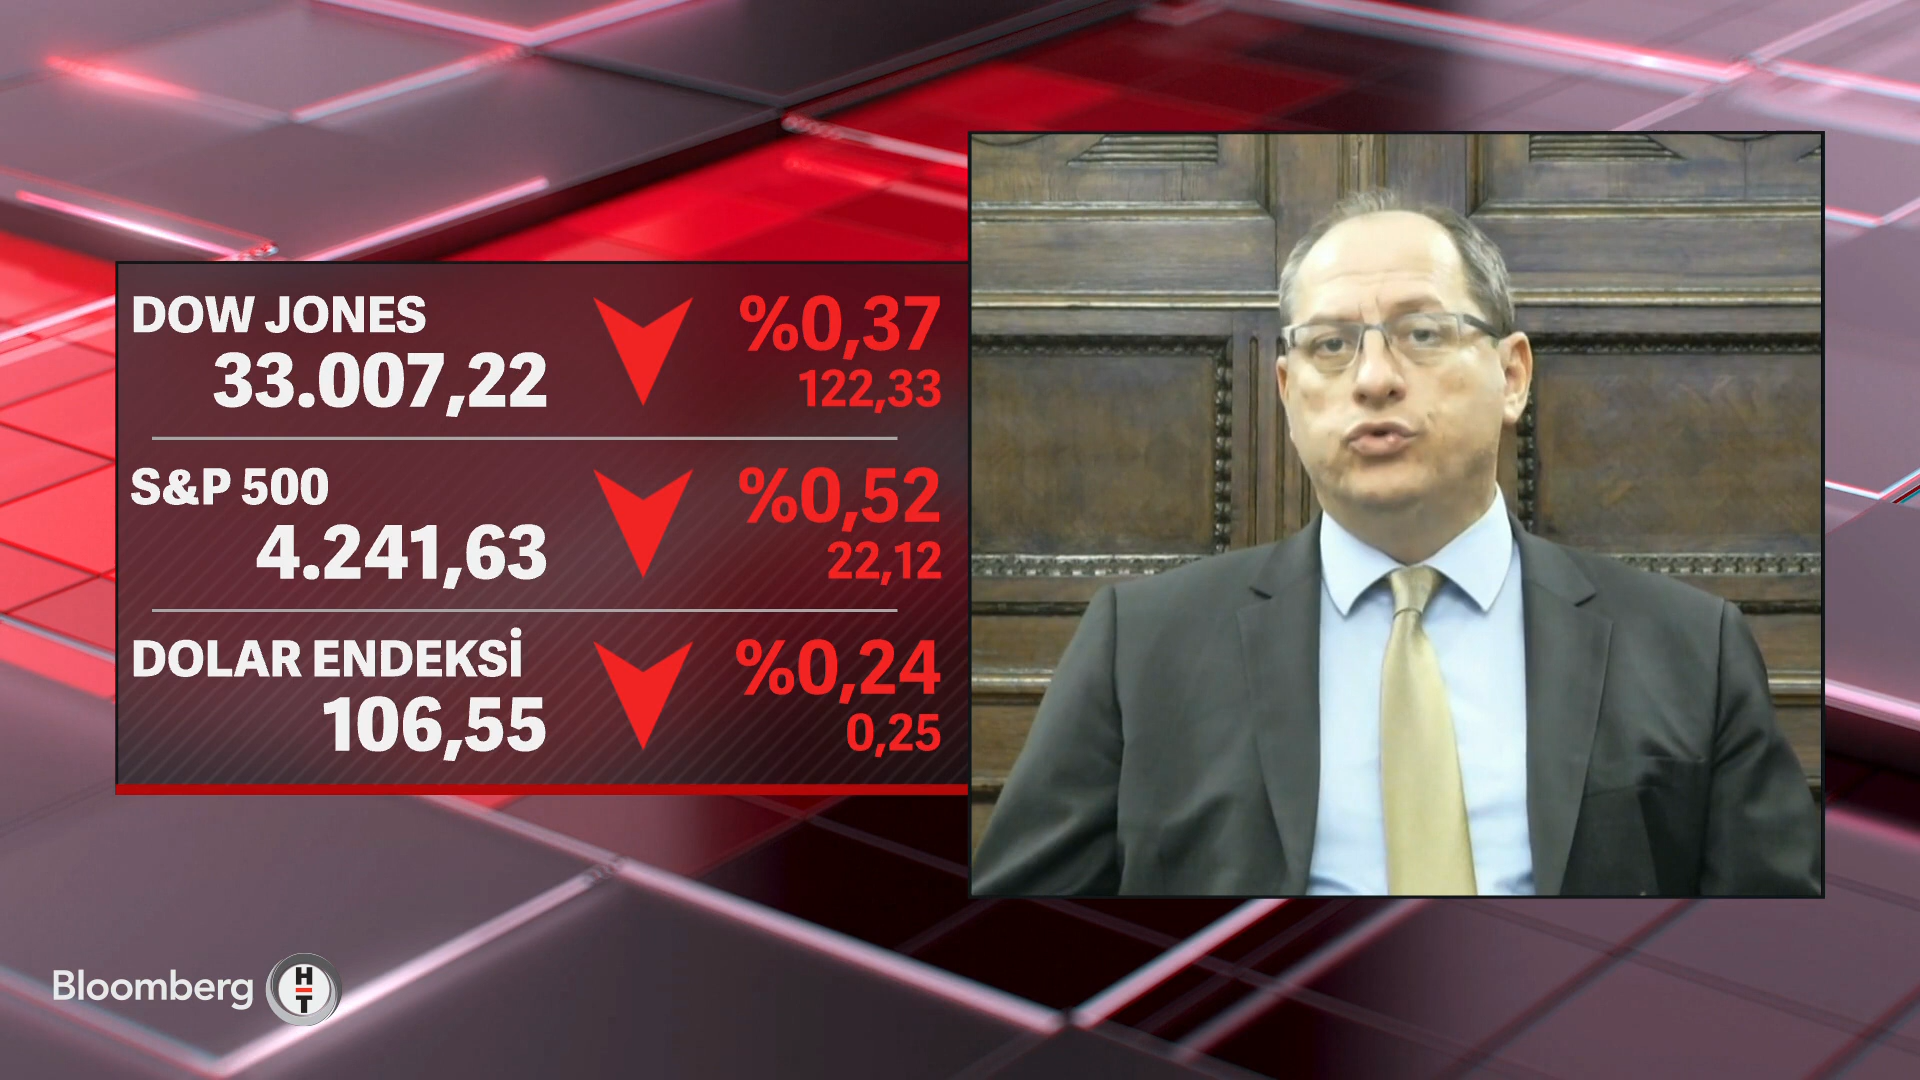 DOW JONES
33.007,22
%0,37
122,33
S&P 500
4.241,63
%0,52
22,12
DOLAR ENDEKSİ
106,55
%0,24
0,25
Bloomberg HT